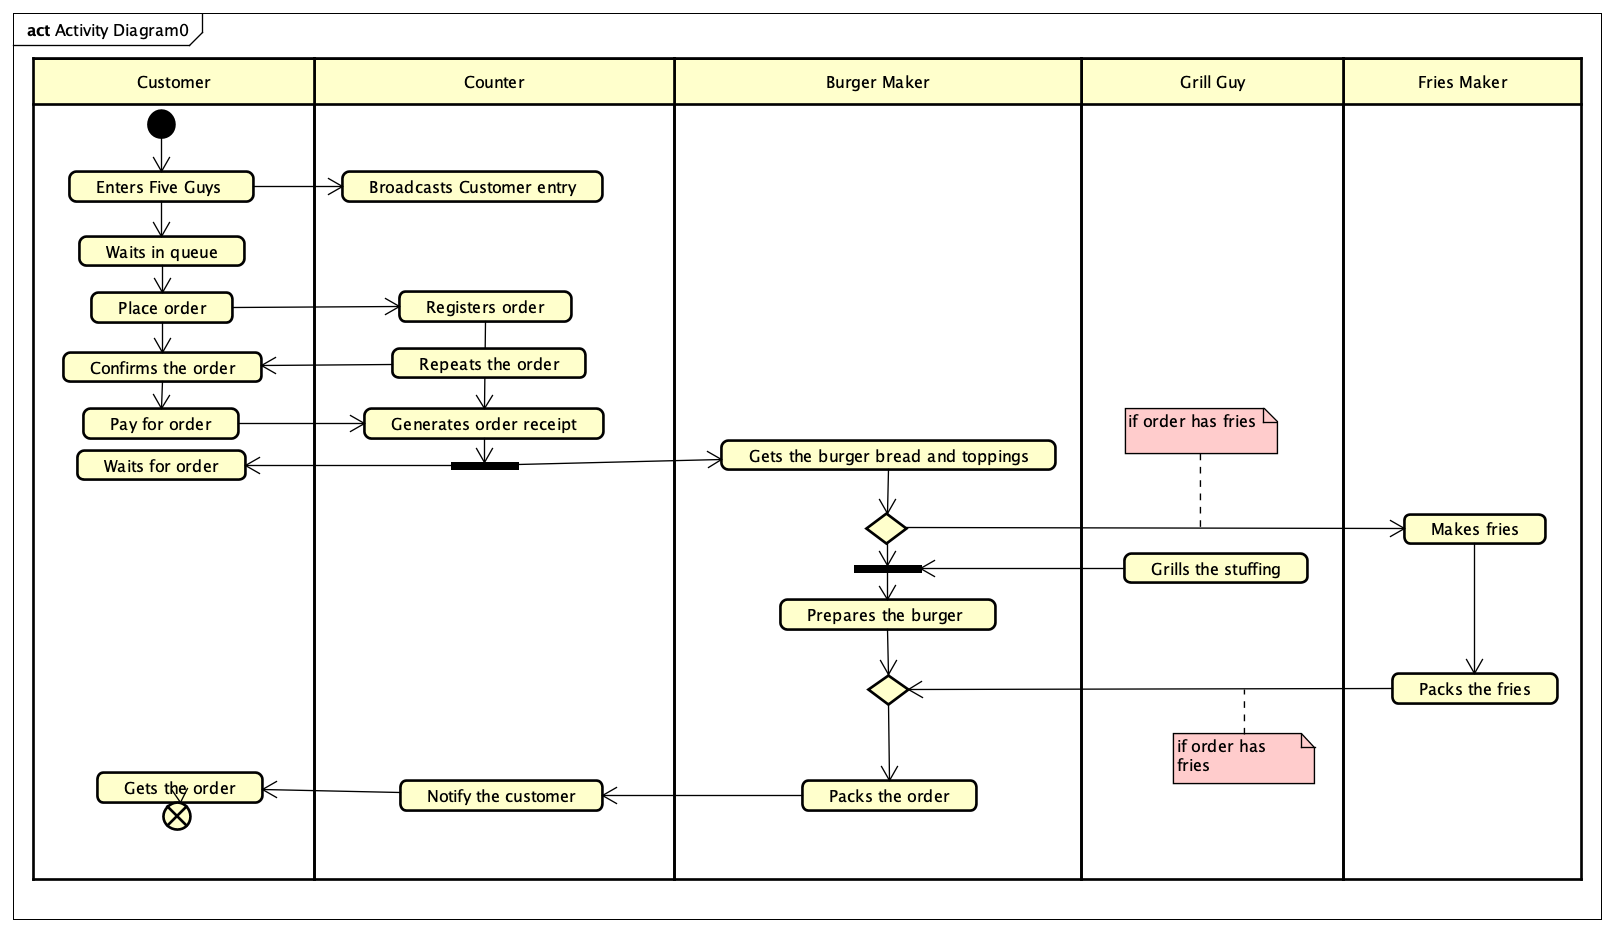 act Activity Diagram0
Customer
Counter
Burger Maker
Grill Guy
Fries Maker
Enters Five Guys
Broadcasts Customer entry
Waits in queue
Place order
Registers order
Confirms the order
Repeats the order
Pay for order
Generates order receipt
if order has fries
Waits for order
Gets the burger bread and toppings
Makes fries
Grills the stuffing
Prepares the burger
Packs the fries
if order has
fries
Gets the order
Notify the customer
Packs the order